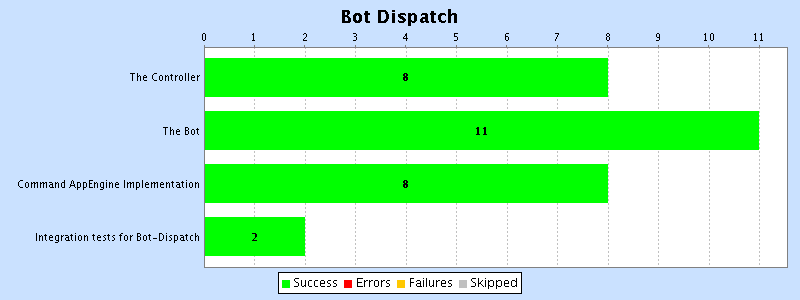 Bot Dispatch
0 1 2 3 4 5 6 7 8 9 10 11
The Controller 8
The Bot 11
Command AppEngine Implementation 8
Integration tests for Bot-Dispatch 2
Success Errors Failures Skipped